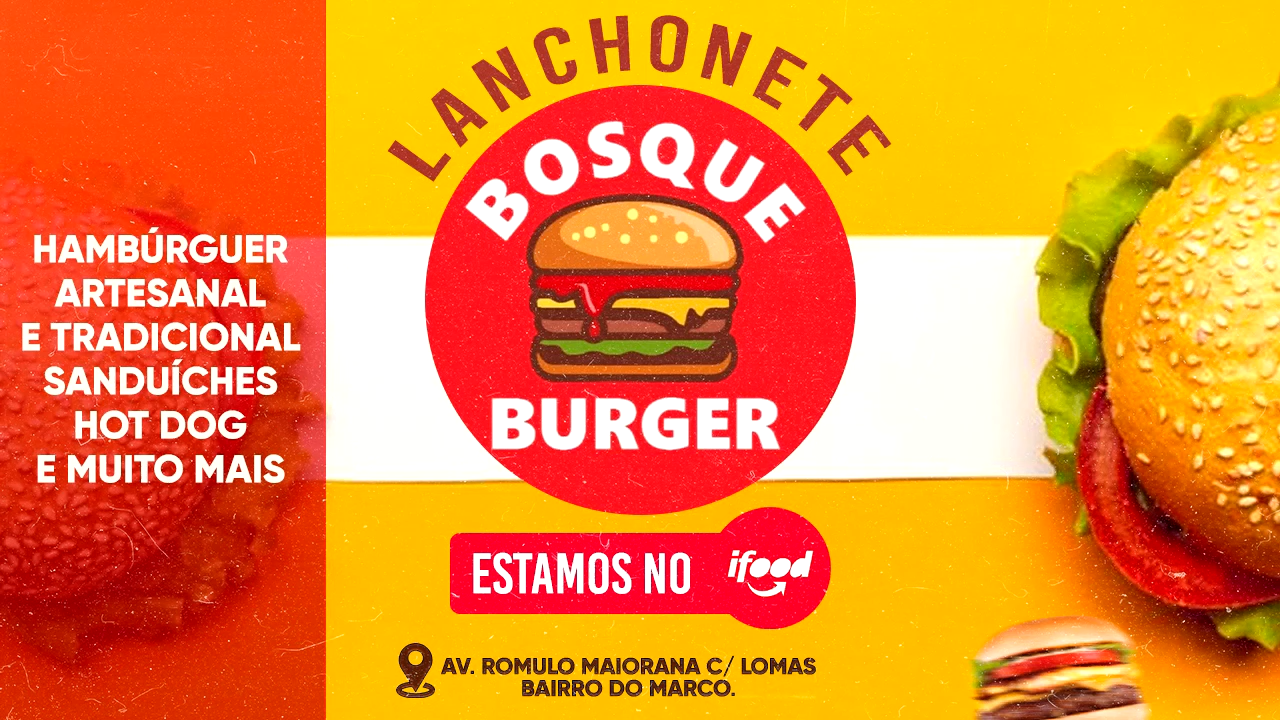 HAMBÚRGUER
ARTESANAL
E TRADICIONAL
SANDUÍCHES
HOT DOG
E MUITO MAIS
LANCHONETE
BOSQUE
BURGER
ESTAMOS NO ifood
AV. ROMULO MAIORANA C/ LOMAS
BAIRRO DO MARCO.